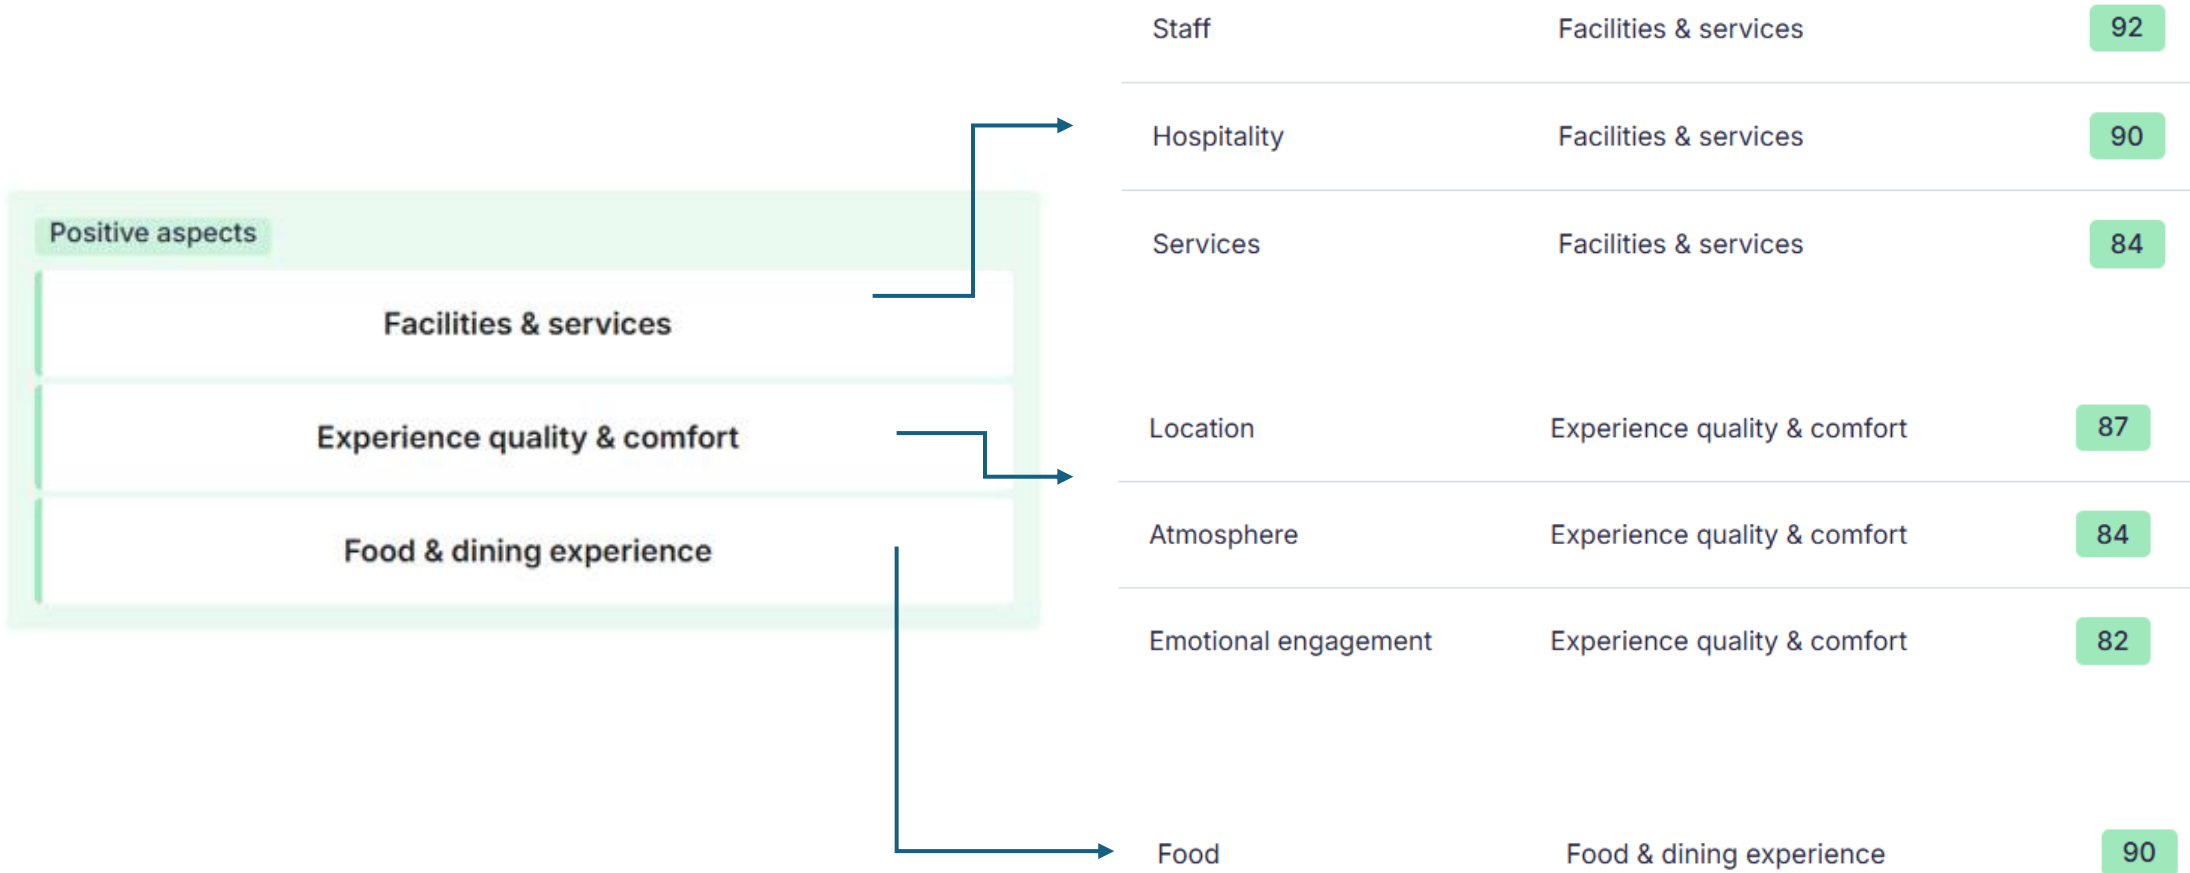 Positive aspects
Facilities & services
Experience quality & comfort
Food & dining experience
Staff Facilities & services 92
Hospitality Facilities & services 90
Services Facilities & services 84
Location Experience quality & comfort 87
Atmosphere Experience quality & comfort 84
Emotional engagement Experience quality & comfort 82
Food Food & dining experience 90